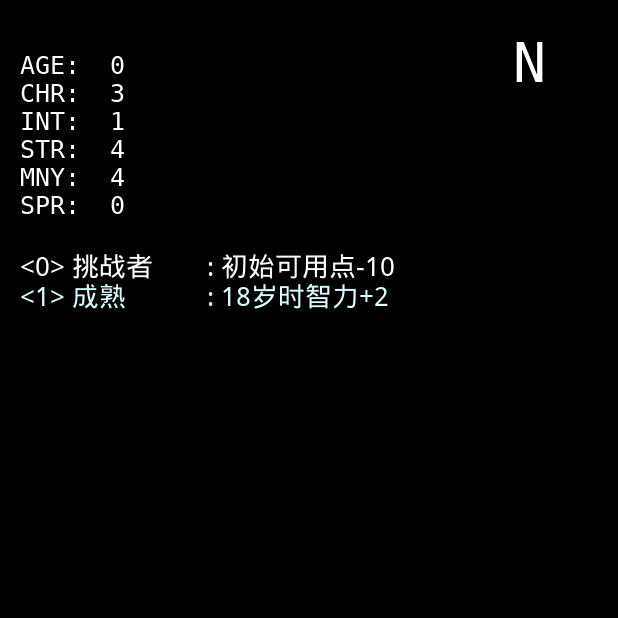 N
AGE: 0
CHR: 3
INT: 1
STR: 4
MNY: 4
SPR: 0
<0> 挑战者 : 初始可用点-10
<1> 成熟 : 18岁时智力+2